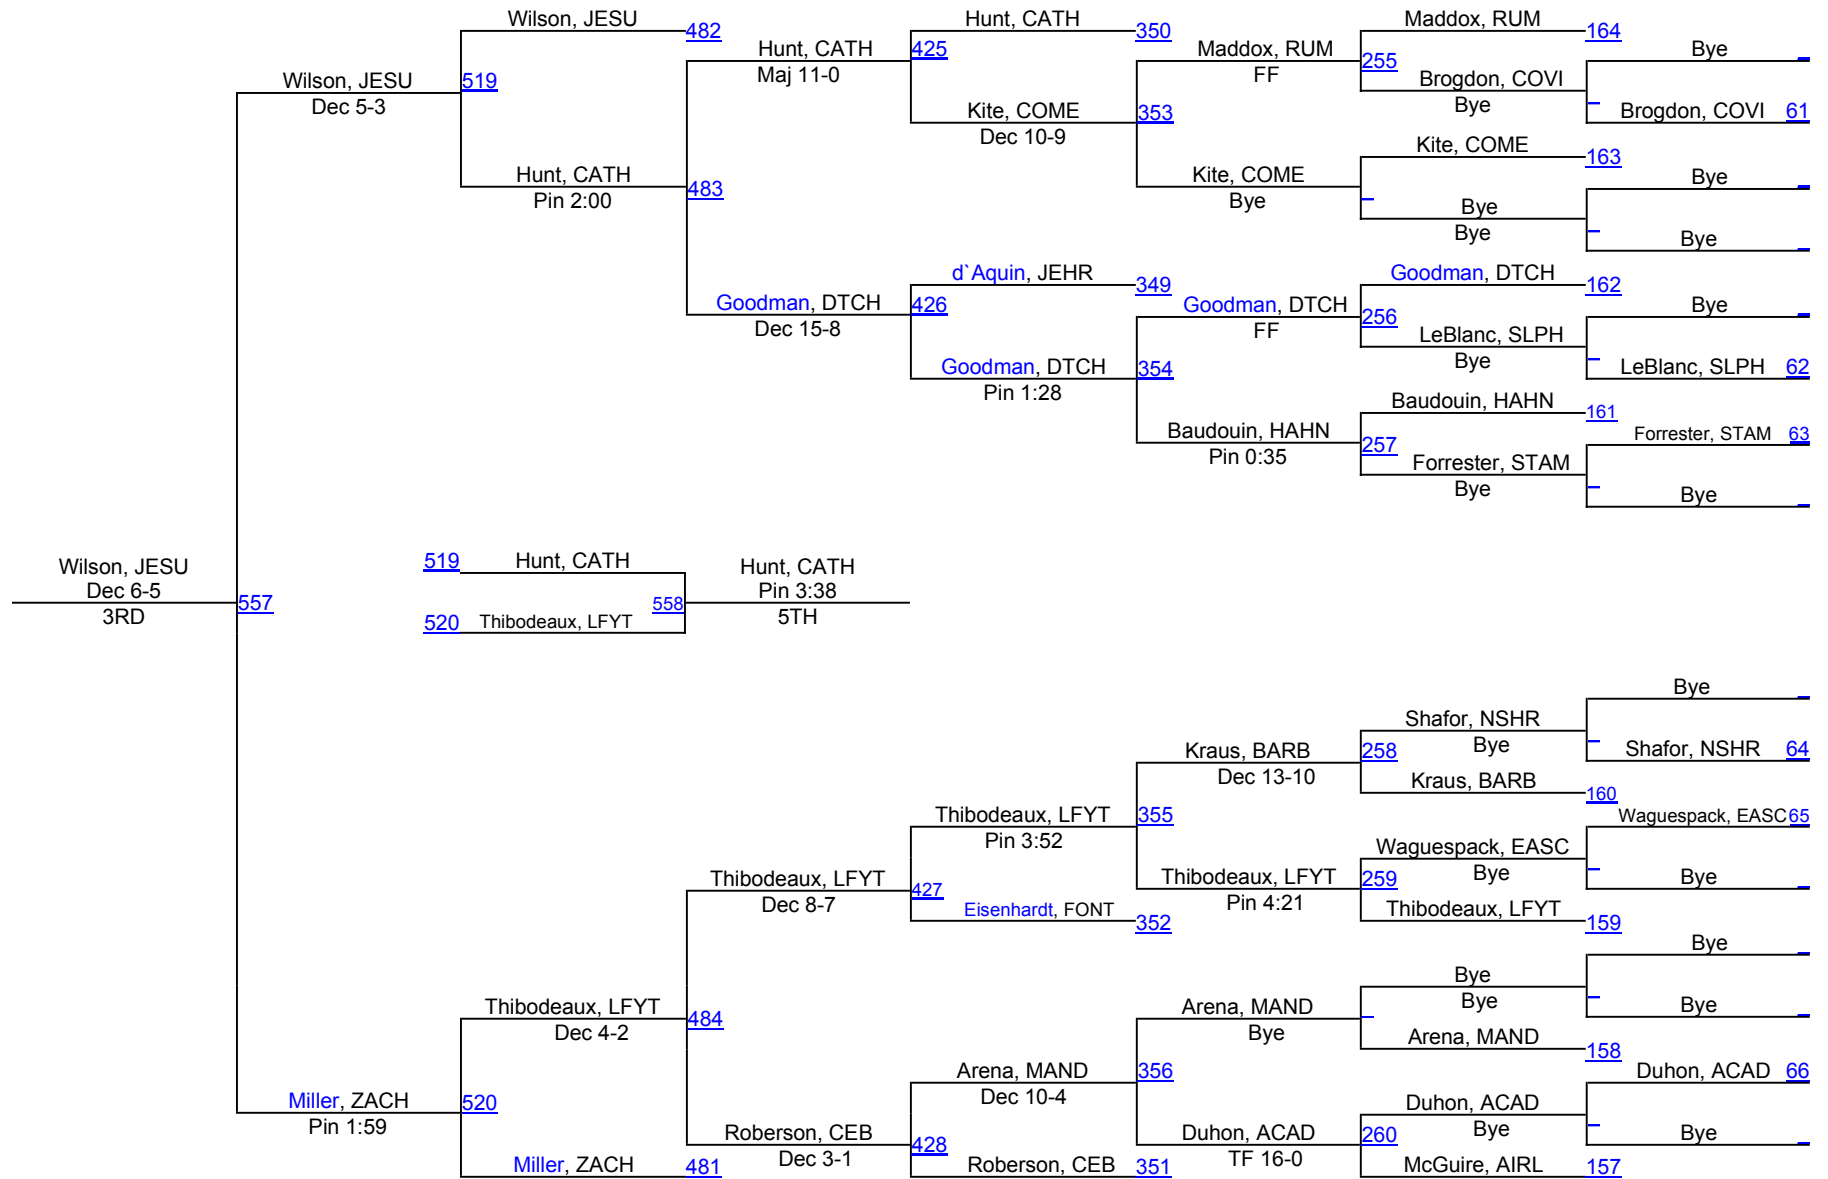 Wilson, JESU
482
Hunt, CATH
350
Maddox, RUM
164
Hunt, CATH
Maj 11-0
425
Maddox, RUM
FF
255
Bye
Wilson, JESU
Dec 5-3
519
Brogdon, COVI
Bye
Kite, COME
Dec 10-9
353
Brogdon, COVI 61
Kite, COME
163
Hunt, CATH
Pin 2:00
483
Kite, COME
Bye
Bye
Bye
Bye
Bye
d`Aquin, JEHR
349
Goodman, DTCH
162
Goodman, DTCH
Dec 15-8
426
Goodman, DTCH
FF
256
Bye
LeBlanc, SLPH
Bye
Goodman, DTCH
Pin 1:28
354
LeBlanc, SLPH 62
Baudouin, HAHN
161
Baudouin, HAHN
Pin 0:35
257
Forrester, STAM 63
Forrester, STAM
Bye
Bye
Wilson, JESU
Dec 6-5
3RD
557
519 Hunt, CATH
520 Thibodeaux, LFYT
558
Hunt, CATH
Pin 3:38
5TH
Bye
Shafor, NSHR
Bye
Kraus, BARB
Dec 13-10
258
Shafor, NSHR 64
Kraus, BARB
160
Thibodeaux, LFYT
Pin 3:52
355
Waguespack, EASC 65
Waguespack, EASC
Bye
Thibodeaux, LFYT
Dec 8-7
427
Thibodeaux, LFYT
Pin 4:21
259
Bye
Eisenhardt, FONT
352
Thibodeaux, LFYT
159
Bye
Bye
Bye
Thibodeaux, LFYT
Dec 4-2
484
Arena, MAND
Bye
Bye
Arena, MAND
158
Arena, MAND
Dec 10-4
356
Duhon, ACAD 66
Miller, ZACH
Pin 1:59
520
Duhon, ACAD
Bye
Roberson, CEB
Dec 3-1
428
Duhon, ACAD
TF 16-0
260
Bye
Miller, ZACH
481
Roberson, CEB
351
McGuire, AIRL
157